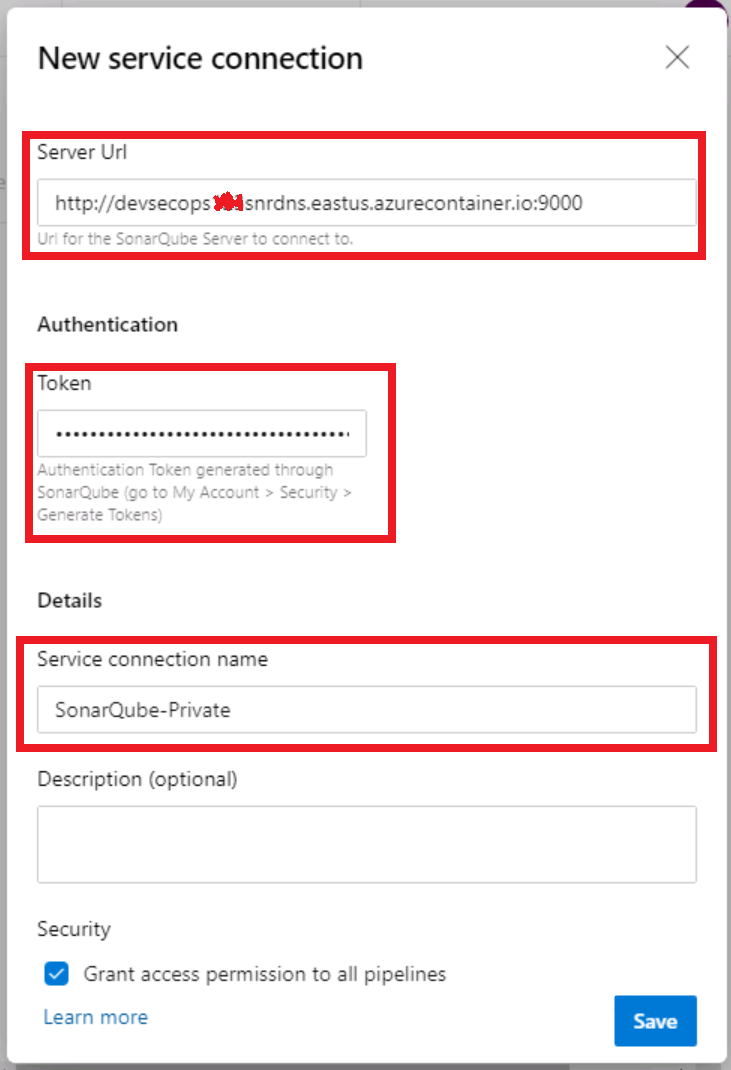 New service connection
Server Url
http://devsecops snrdns.eastus.azurecontainer.io:9000
Url for the SonarQube Server to connect to.
Authentication
Token
Authentication Token generated through
SonarQube (go to My Account > Security >
Generate Tokens)
Details
Service connection name
SonarQube-Private
Description (optional)
Security
Grant access permission to all pipelines
Learn more
Save